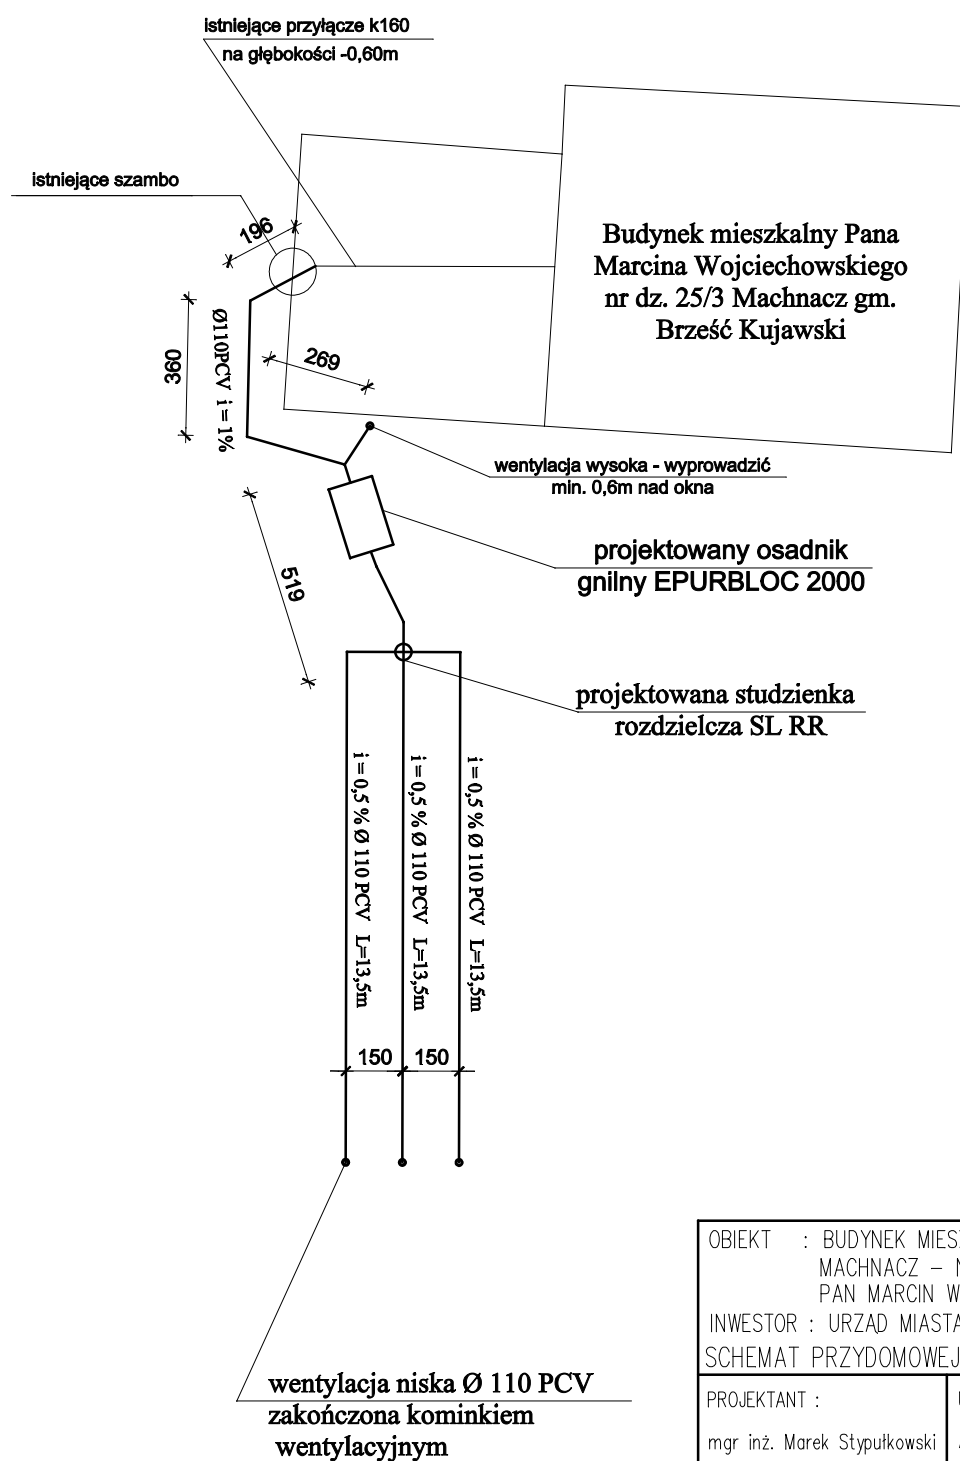 istniejące przyłącze k160
na głębokości -0,60m
istniejące szambo
196
Budynek mieszkalny Pana
Marcina Wojciechowskiego
nr dz. 25/3 Machnacz gm.
Brześć Kujawski
360
Ø110PCV i = 1%
269
wentylacja wysoka - wyprowadzić
min. 0,6m nad okna
projektowany osadnik
gnilny EPURBLOC 2000
519
projektowana studzienka
rozdzielcza SL RR
i = 0,5 % Ø 110 PCV L=13,5m
i = 0,5 % Ø 110 PCV L=13,5m
i = 0,5 % Ø 110 PCV L=13,5m
150
150
wentylacja niska Ø 110 PCV
zakończona kominkiem
wentylacyjnym
OBIEKT : BUDYNEK MIES
MACHNACZ –
PAN MARCIN W
INWESTOR : URZĄD MIASTA
SCHEMAT PRZYDOMOWEJ
PROJEKTANT :
mgr inż. Marek Stypułkowski